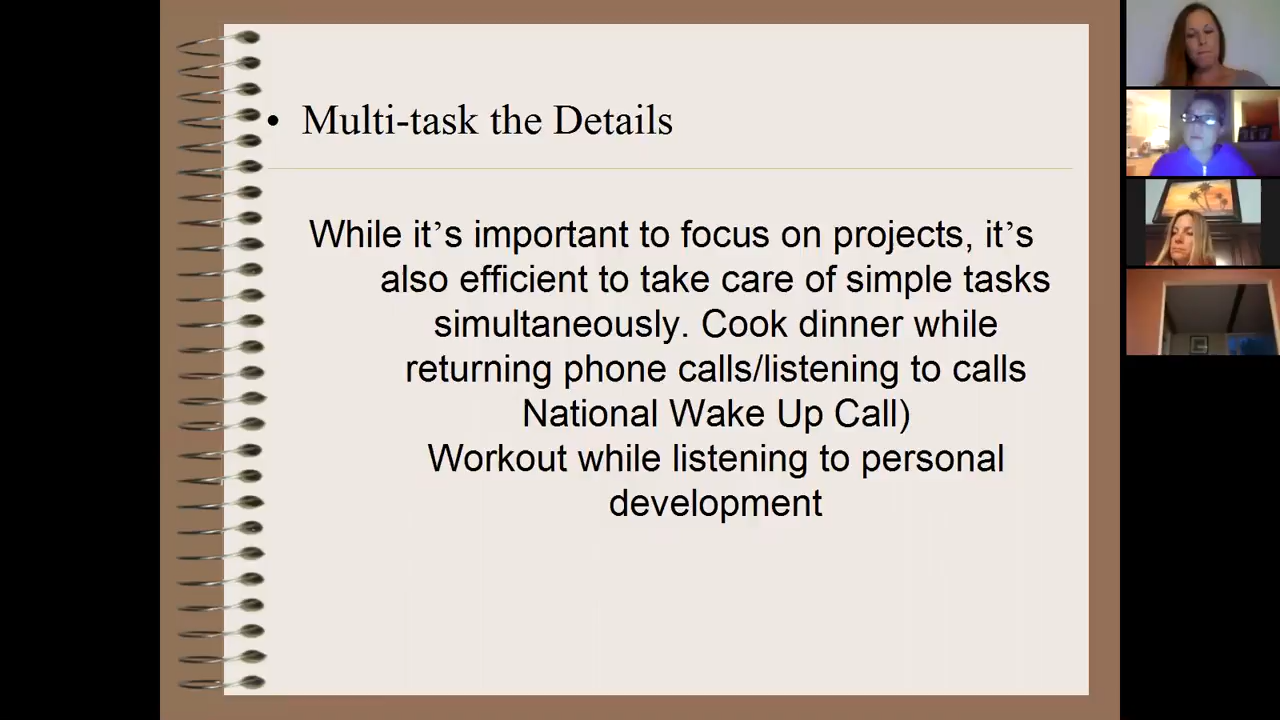 • Multi-task the Details
While it’s important to focus on projects, it’s
also efficient to take care of simple tasks
simultaneously. Cook dinner while
returning phone calls/listening to calls
National Wake Up Call)
Workout while listening to personal
development